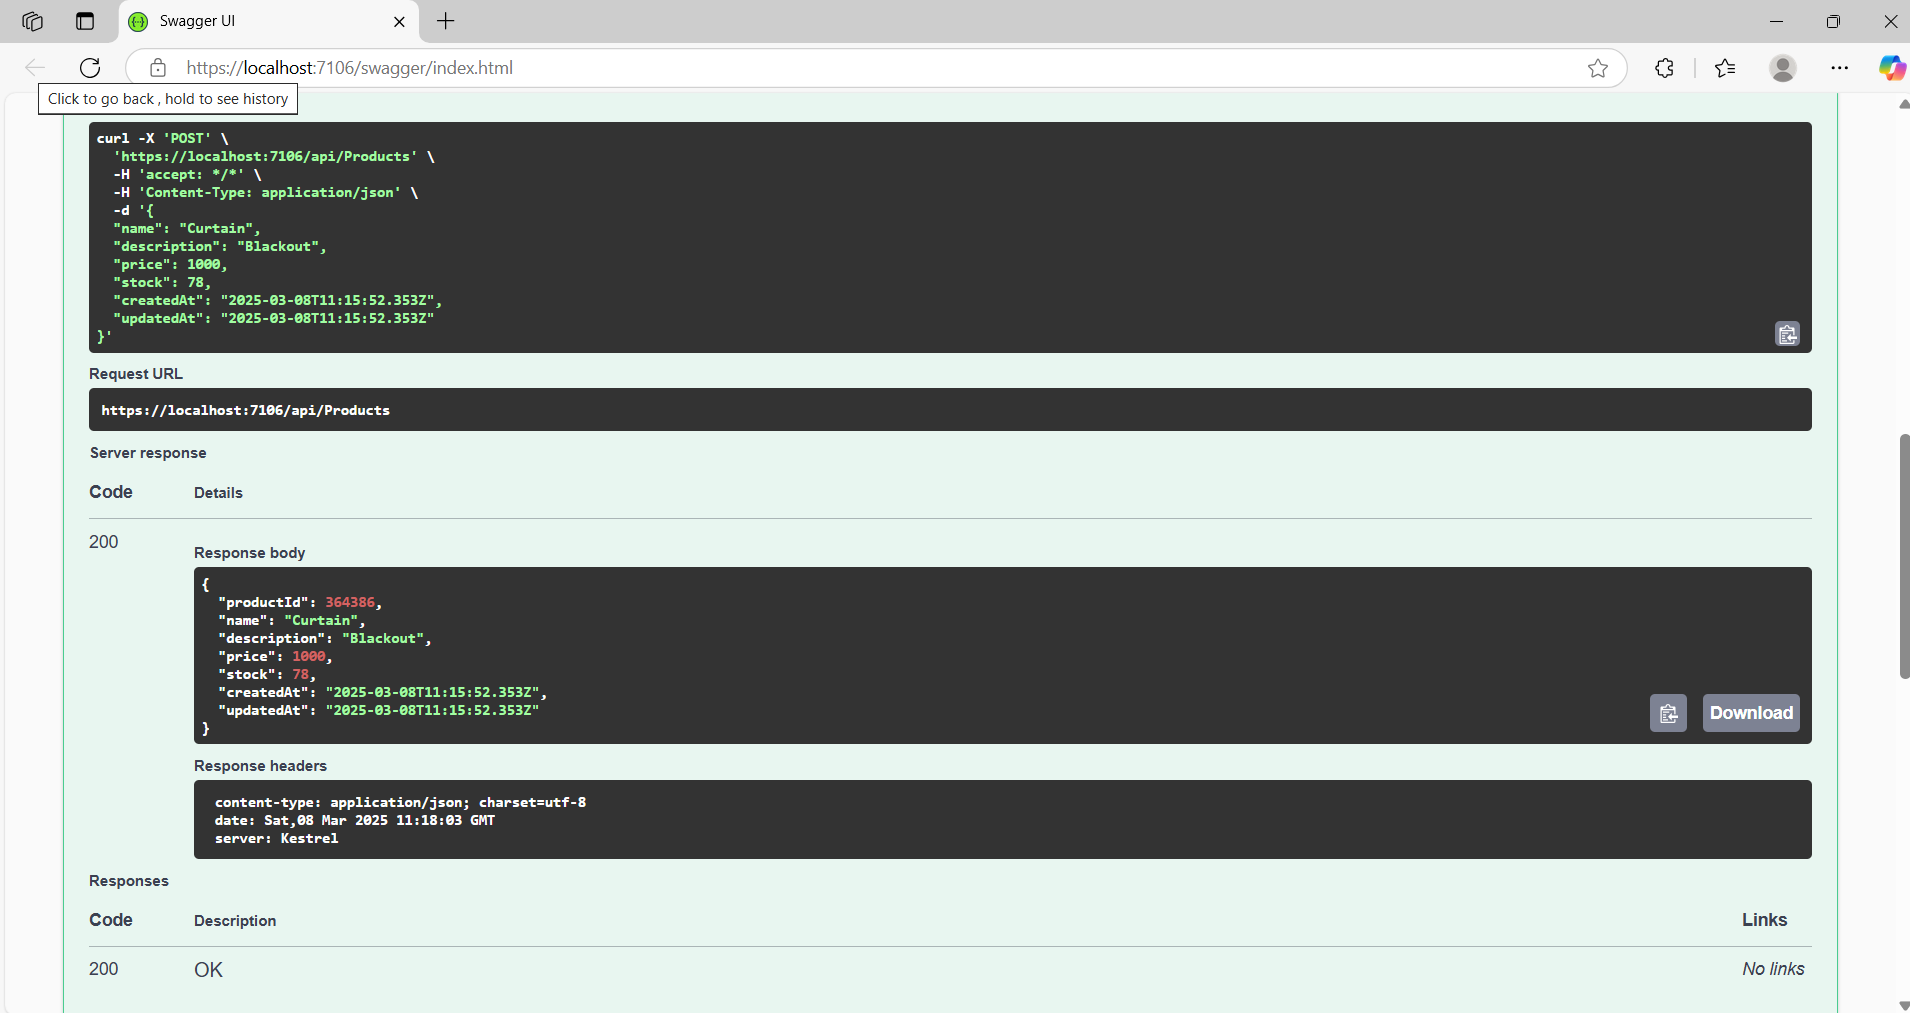 Swagger UI
https://localhost:7106/swagger/index.html
Click to go back , hold to see history
curl -X 'POST' \
'https://localhost:7106/api/Products' \
-H 'accept: */*' \
-H 'Content-Type: application/json' \
-d '{
"name": "Curtain",
"description": "Blackout",
"price": 1000,
"stock": 78,
"createdAt": "2025-03-08T11:15:52.353Z",
"updatedAt": "2025-03-08T11:15:52.353Z"
}'
Request URL
https://localhost:7106/api/Products
Server response
Code Details
200
Response body
{
"productId": 364386,
"name": "Curtain",
"description": "Blackout",
"price": 1000,
"stock": 78,
"createdAt": "2025-03-08T11:15:52.353Z",
"updatedAt": "2025-03-08T11:15:52.353Z"
}
Download
Response headers
content-type: application/json; charset=utf-8
date: Sat,08 Mar 2025 11:18:03 GMT
server: Kestrel
Responses
Code Description Links
200 OK No links